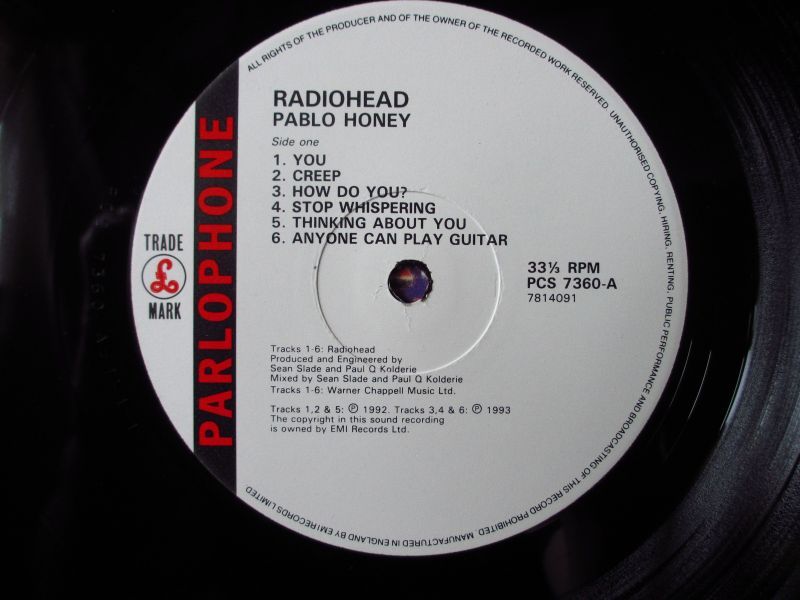 ALL RIGHTS OF THE PRODUCER AND OF THE OWNER OF THE RECORDED WORK RESERVED. UNAUTHORISED COPYING, HIRING, RENTING, PUBLIC PERFORMANCE AND BROADCASTING OF THIS RECORD PROHIBITED. MANUFACTURED IN ENGLAND BY EMI RECORDS LIMITED
RADIOHEAD
PABLO HONEY
Side one
1. YOU
2. CREEP
3. HOW DO YOU?
4. STOP WHISPERING
5. THINKING ABOUT YOU
6. ANYONE CAN PLAY GUITAR
PARLOPHONE
TRADE
£
MARK
33⅓ RPM
PCS 7360-A
7814091
Tracks 1-6: Radiohead
Produced and Engineered by
Sean Slade and Paul Q Kolderie
Mixed by Sean Slade and Paul Q Kolderie
Tracks 1-6: Warner Chappell Music Ltd.
Tracks 1,2 & 5: ℗ 1992. Tracks 3,4 & 6: ℗ 1993
The copyright in this sound recording
is owned by EMI Records Ltd.